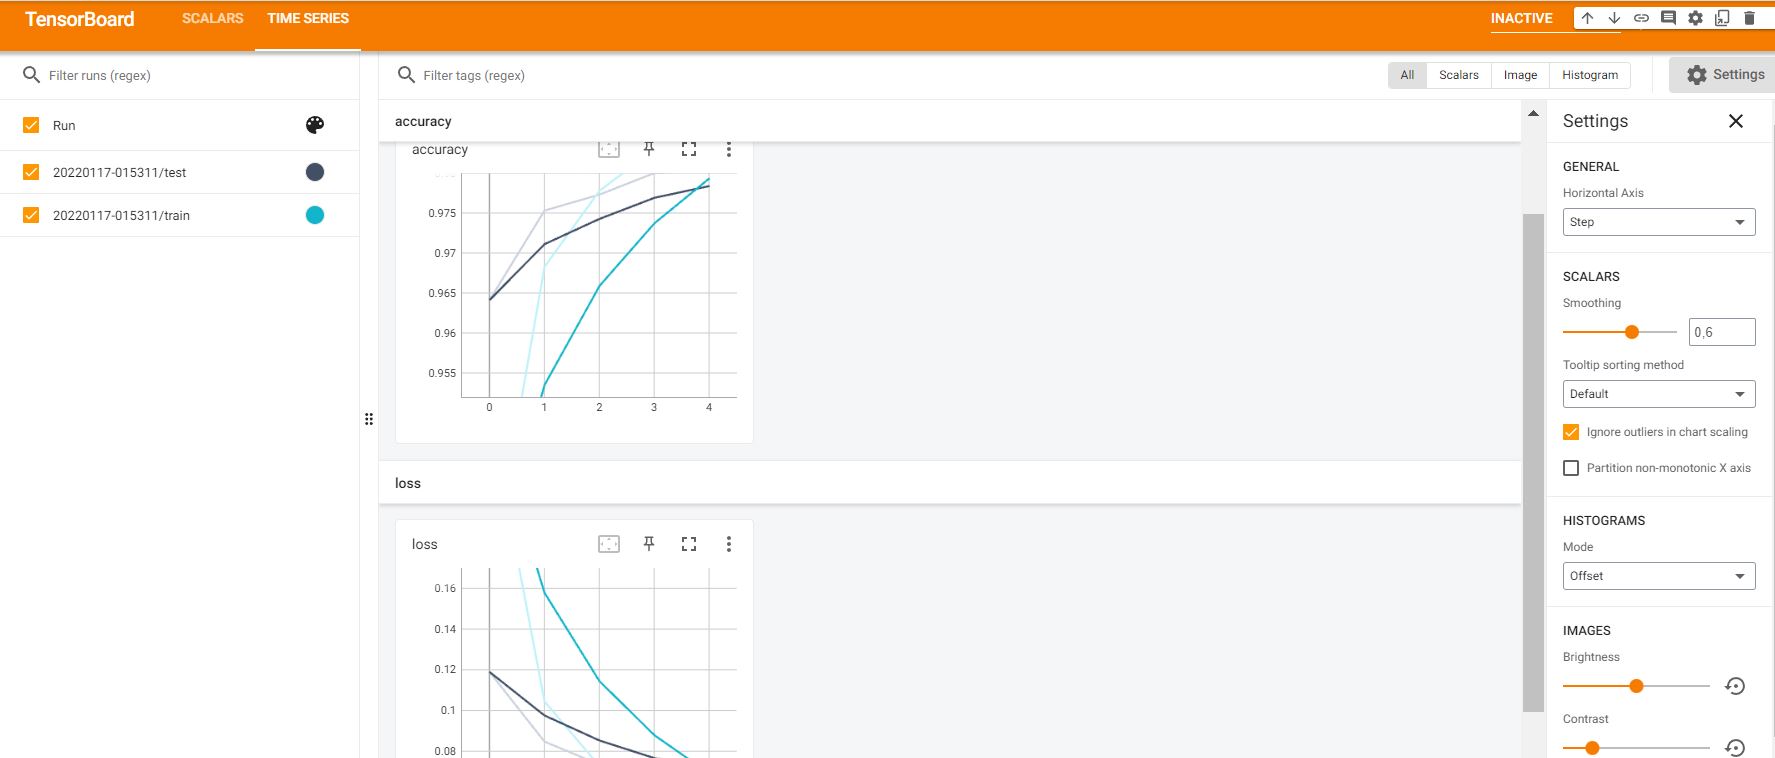 TensorBoard SCALARS TIME SERIES INACTIVE
Filter runs (regex)
Run
20220117-015311/test
20220117-015311/train
Filter tags (regex) All Scalars Image Histogram Settings
accuracy
accuracy
0.975
0.97
0.965
0.96
0.955
0 1 2 3 4
loss
loss
0.16
0.14
0.12
0.1
0.08
Settings
GENERAL
Horizontal Axis
Step
SCALARS
Smoothing
0,6
Tooltip sorting method
Default
Ignore outliers in chart scaling
Partition non-monotonic X axis
HISTOGRAMS
Mode
Offset
IMAGES
Brightness
Contrast